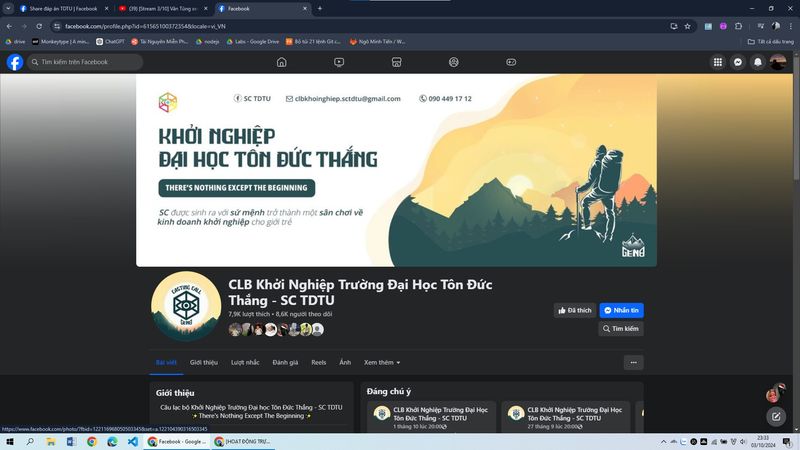 Share đáp án TDTU | Facebook
(39) [Stream 3/10] Văn Tùng xe
Facebook
facebook.com/profile.php?id=61565100372354&locale=vi_VN
drive
Monkeytype | A min...
ChatGPT
Tài Nguyên Miễn Ph...
nodejs
Labs - Google Drive
Bỏ túi 21 lệnh Git c...
Ngô Minh Tiến / W...
Tất cả dấu trang
Tìm kiếm trên Facebook
SC TDTU
clbkhoinghiep.sctdtu@gmail.com
090 449 17 12
KHỞI NGHIỆP
ĐẠI HỌC TÔN ĐỨC THẮNG
THERE'S NOTHING EXCEPT THE BEGINNING
SC được sinh ra với sứ mệnh trở thành một sân chơi về
kinh doanh khởi nghiệp cho giới trẻ
CASTING CALL
CLB Khởi Nghiệp Trường Đại Học Tôn Đức
Thắng - SC TDTU
7,9K lượt thích • 8,6K người theo dõi
Đã thích
Nhắn tin
Tìm kiếm
Bài viết
Giới thiệu
Lượt nhắc
Đánh giá
Reels
Ảnh
Xem thêm
Giới thiệu
Câu lạc bộ Khởi Nghiệp Trường Đại học Tôn Đức Thắng - SC TDTU
There's Nothing Except The Beginning
Đáng chú ý
CLB Khởi Nghiệp Trường Đại Học
Tôn Đức Thắng - SC TDTU
1 tháng 10 lúc 20:00
CLB Khởi Nghiệp Trường Đại Học
Tôn Đức Thắng - SC TDTU
27 tháng 9 lúc 20:00
https://www.facebook.com/photo/?fbid=122116968050503345&set=a.122104390316503345
Facebook - Google ...
[HOẠT ĐỘNG TRƯ...
23:33
03/10/2024